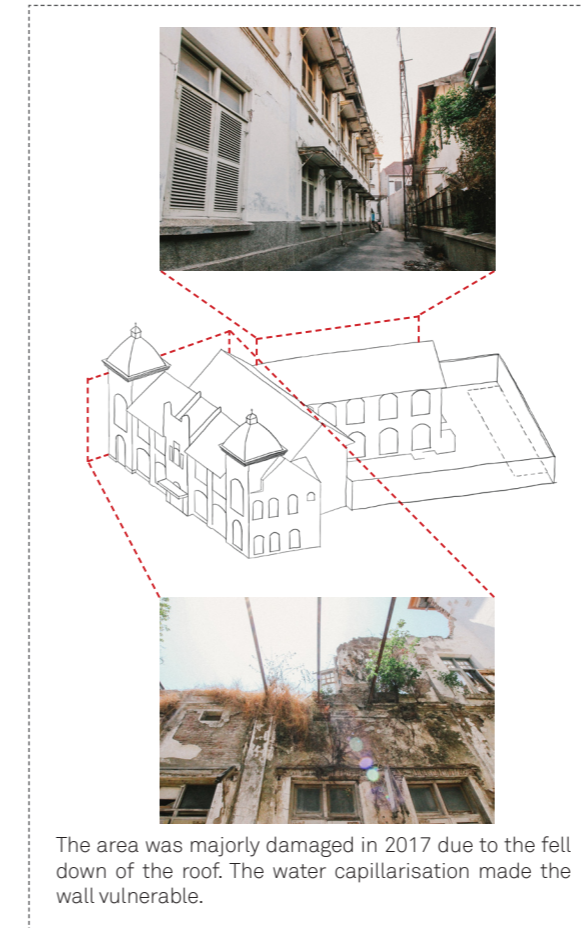 The area was majorly damaged in 2017 due to the fell
down of the roof. The water capillarisation made the
wall vulnerable.